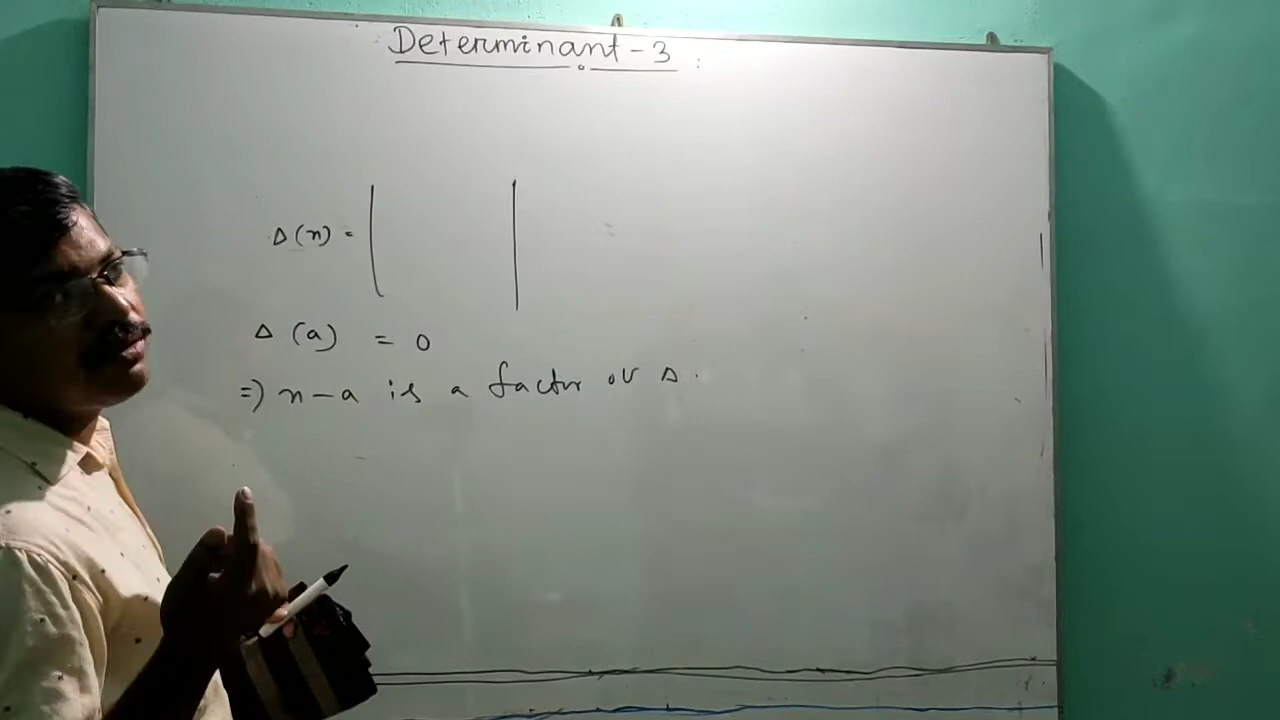 Determinant - 3
Δ(x) = | |
Δ(a) = 0
=) x-a is a factor of Δ.